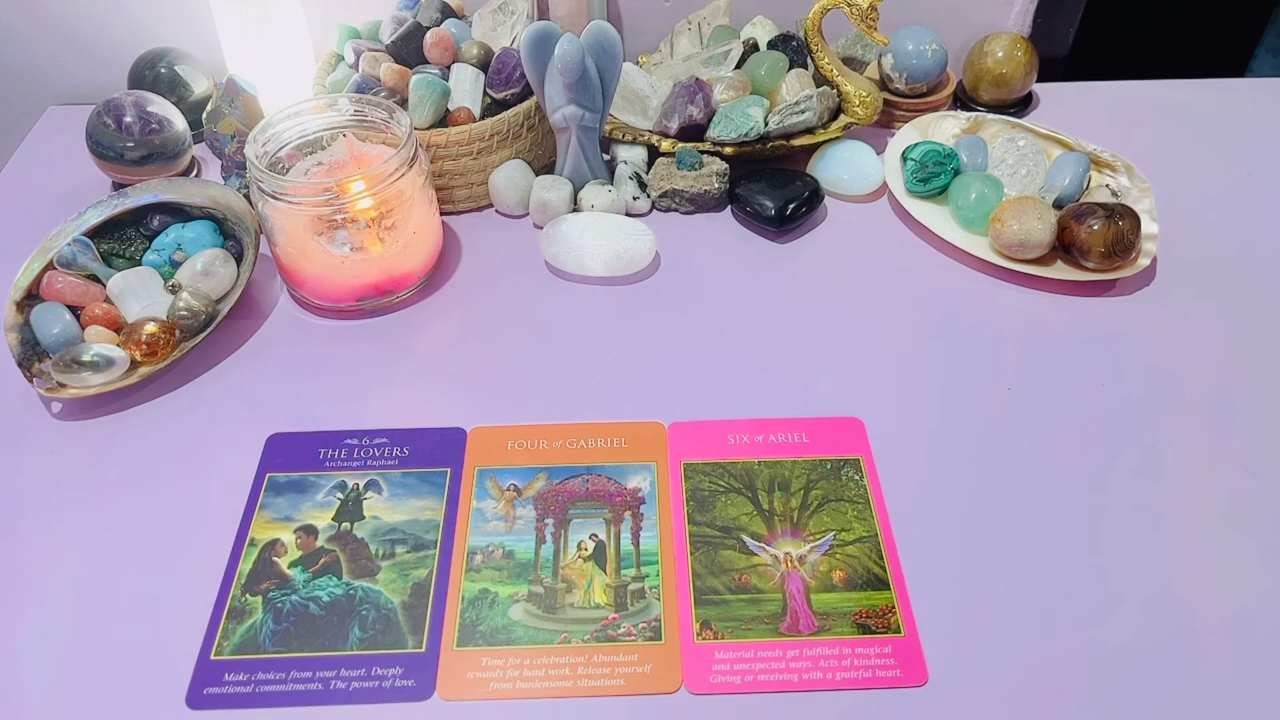 6
THE LOVERS
Archangel Raphael
Make choices from your heart. Deeply
emotional commitments. The power of love.
FOUR of GABRIEL
Time for a celebration! Abundant
rewards for hard work. Release yourself
from burdensome situations.
SIX of ARIEL
Material needs get fulfilled in magical
and unexpected ways. Acts of kindness.
Giving or receiving with a grateful heart.